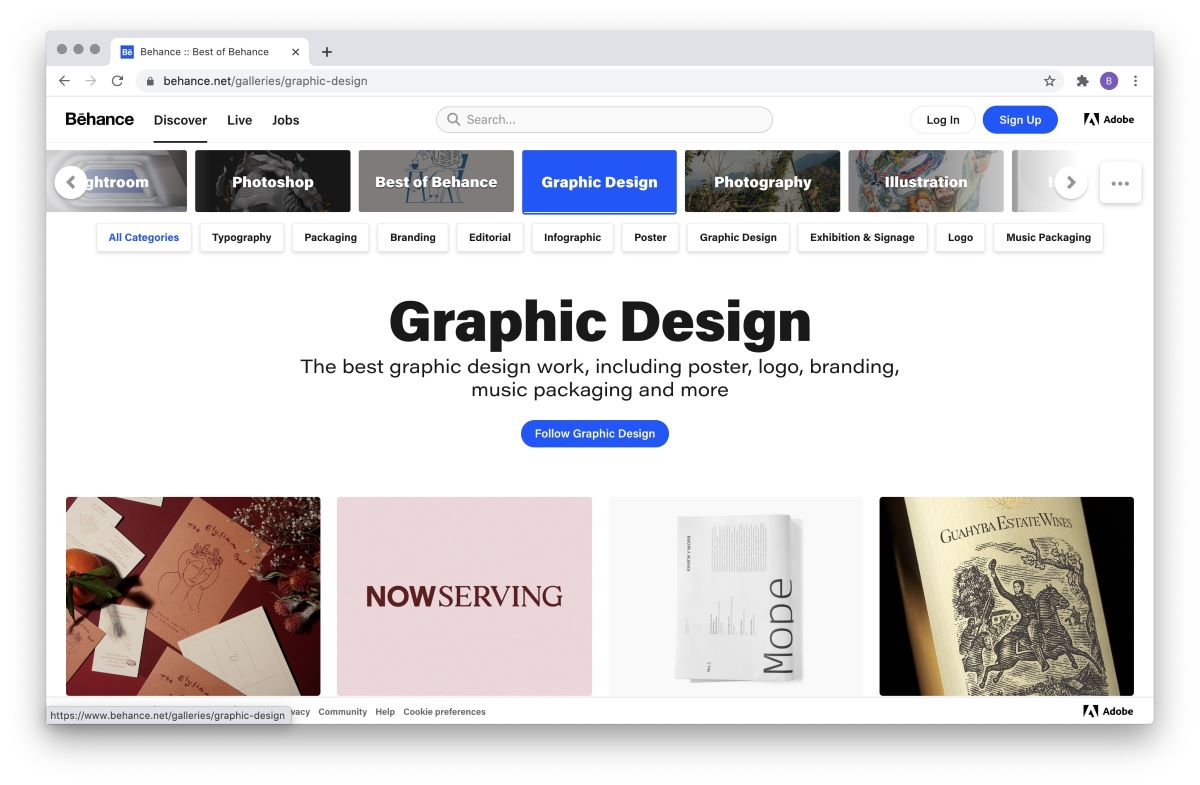 Behance :: Best of Behance
behance.net/galleries/graphic-design
B
Bēhance Discover Live Jobs Search... Log In Sign Up Adobe
ghtroom Photoshop Best of Behance Graphic Design Photography Illustration
All Categories Typography Packaging Branding Editorial Infographic Poster Graphic Design Exhibition & Signage Logo Music Packaging
Graphic Design
The best graphic design work, including poster, logo, branding,
music packaging and more
Follow Graphic Design
The Elysian Bar
The Elysian
NOWSERVING
Море
GUAHYBA ESTATE WINES
https://www.behance.net/galleries/graphic-design
vacy Community Help Cookie preferences
Adobe